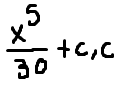 x^5/30 + c, c